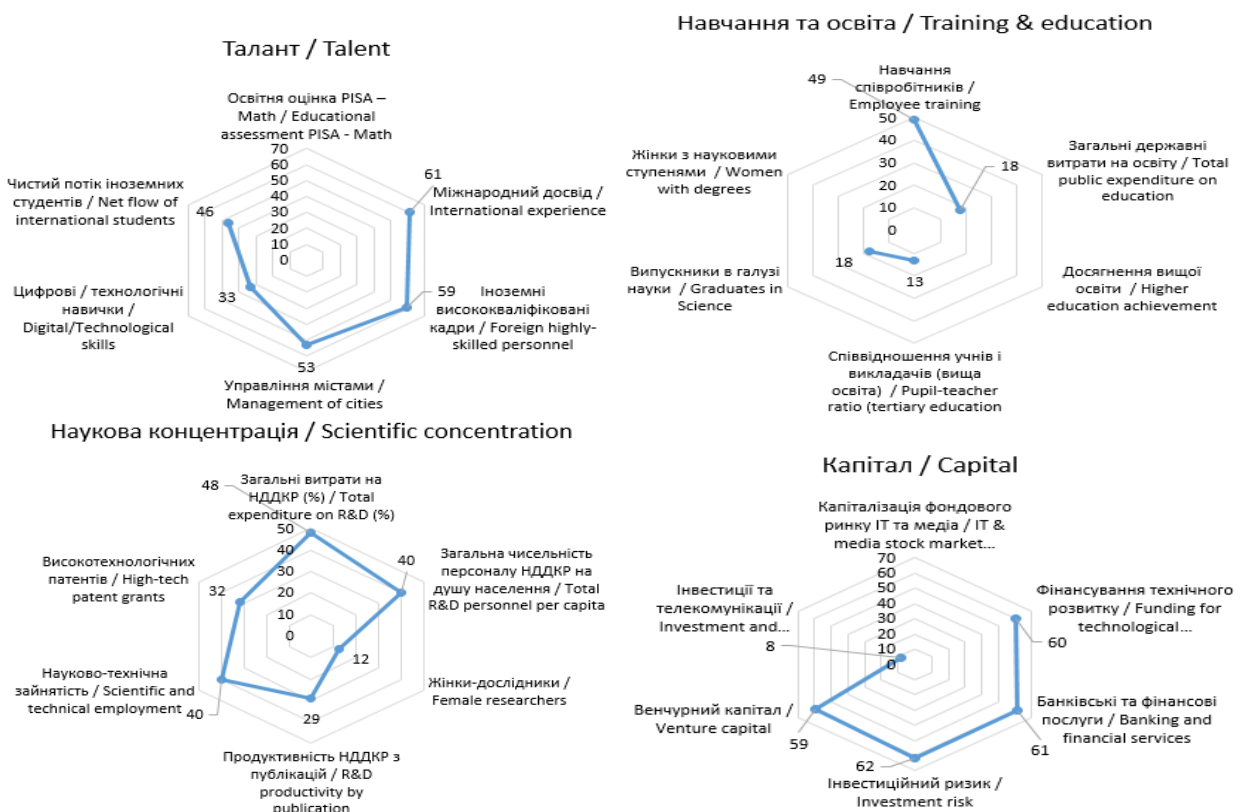 Талант / Talent
Освітня оцінка PISA –
Math / Educational
assessment PISA - Math
70
60
50
40
30
20
10
0
61
Міжнародний досвід /
International experience
59
Іноземні
висококваліфіковані
кадри / Foreign highly-
skilled personnel
53
Управління містами /
Management of cities
33
Цифрові / технологічні
навички /
Digital/Technological
skills
46
Чистий потік іноземних
студентів / Net flow of
international students
Навчання та освіта / Training & education
49
Навчання
співробітників /
Employee training
50
40
30
20
10
0
18
Загальні державні
витрати на освіту / Total
public expenditure on
education
Досягнення вищої
освіти / Higher
education achievement
13
Співвідношення учнів і
викладачів (вища
освіта) / Pupil-teacher
ratio (tertiary education
18
Випускники в галузі
науки / Graduates in
Science
Жінки з науковими
ступенями / Women
with degrees
Наукова концентрація / Scientific concentration
48
Загальні витрати на
НДДКР (%) / Total
expenditure on R&D (%)
50
40
30
20
10
0
40
Загальна чисельність
персоналу НДДКР на
душу населення / Total
R&D personnel per capita
12
Жінки-дослідники /
Female researchers
29
Продуктивність НДДКР з
публікацій / R&D
productivity by
publication
40
Науково-технічна
зайнятість / Scientific and
technical employment
32
Високотехнологічних
патентів / High-tech
patent grants
Капітал / Capital
Капіталізація фондового
ринку ІТ та медіа / IT &
media stock market...
70
60
50
40
30
20
10
0
Фінансування технічного
розвитку / Funding for
technological...
60
Банківські та фінансові
послуги / Banking and
financial services
61
62
Інвестиційний ризик /
Investment risk
Венчурний капітал /
Venture capital
59
Інвестиції та
телекомунікації /
Investment and...
8